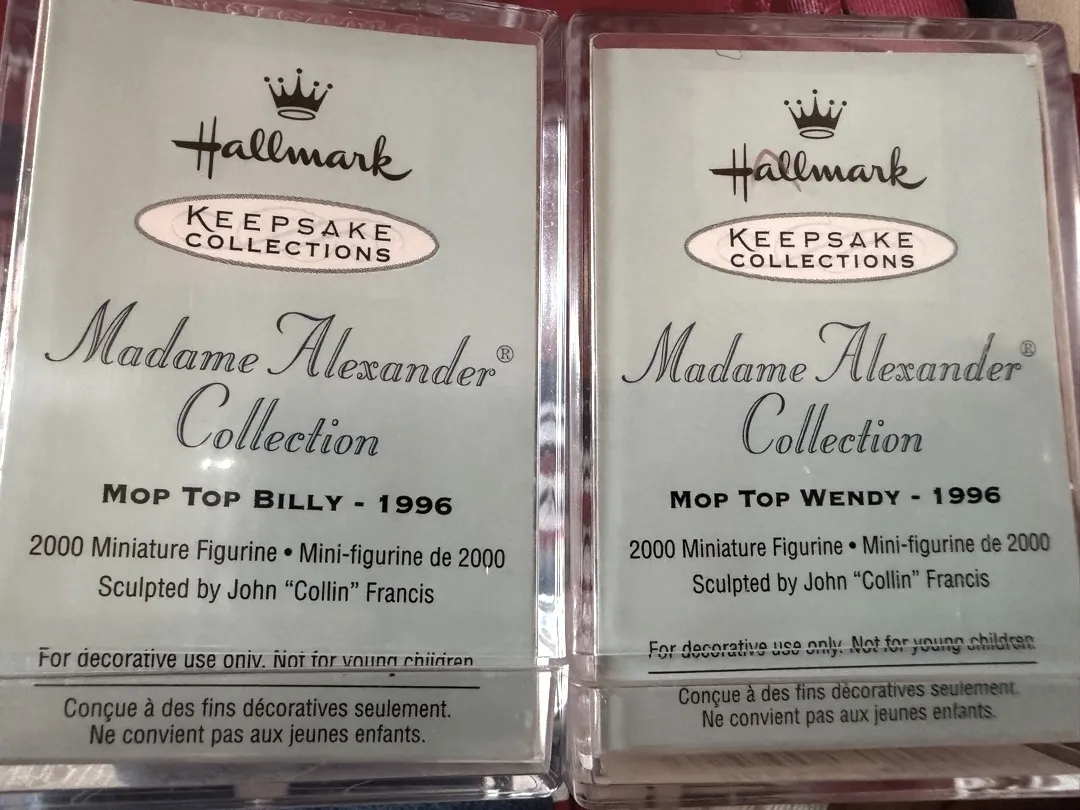 Hallmark
KEEPSAKE
COLLECTIONS
Madame Alexander®
Collection
MOP TOP BILLY - 1996
2000 Miniature Figurine • Mini-figurine de 2000
Sculpted by John “Collin” Francis
For decorative use only. Not for young children.
Conçue à des fins décoratives seulement.
Ne convient pas aux jeunes enfants.
Hallmark
KEEPSAKE
COLLECTIONS
Madame Alexander®
Collection
MOP TOP WENDY - 1996
2000 Miniature Figurine • Mini-figurine de 2000
Sculpted by John “Collin” Francis
For decorative use only. Not for young children.
Conçue à des fins décoratives seulement.
Ne convient pas aux jeunes enfants.